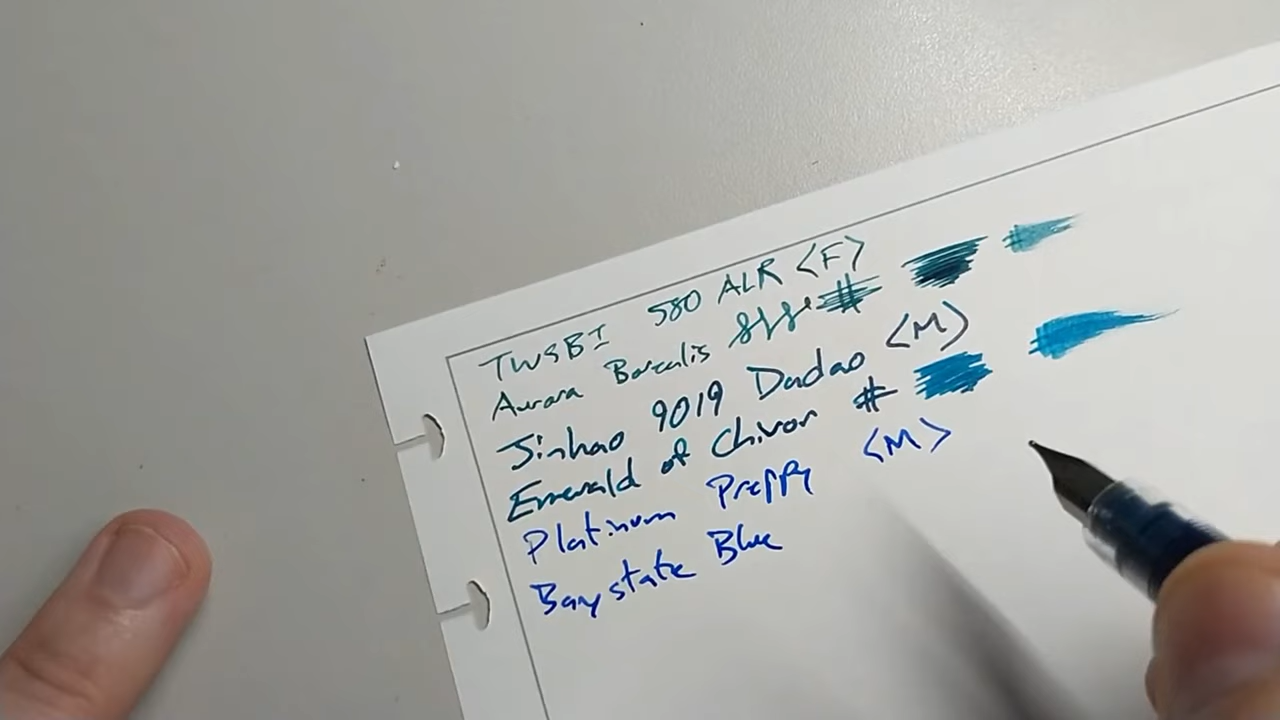 TWSBI 580 ALR <F>
Aurora Borealis
Jinhao 9019 Dadao <M>
Emerald of Chivor #
Platinum Preppy <M>
Baystate Blue